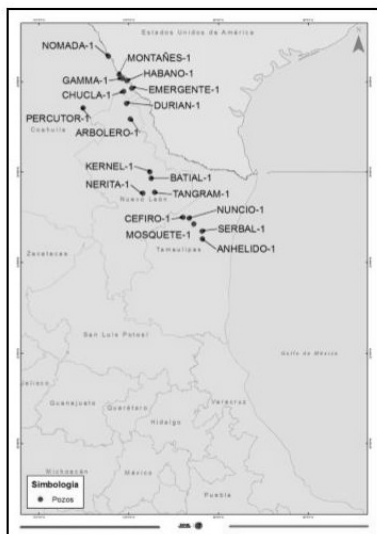 Estados Unidos de América
N
NOMADA-1
MONTAÑES-1
GAMMA-1
HABANO-1
CHUCLA-1
EMERGENTE-1
DURIAN-1
PERCUTOR-1
Coahuila
ARBOLERO-1
KERNEL-1
BATIAL-1
NERITA-1
TANGRAM-1
Nuevo León
CEFIRO-1
NUNCIO-1
MOSQUETE-1
SERBAL-1
Tamaulipas
ANHELIDO-1
Zacatecas
San Luis Potosí
Golfo de México
Jalisco
Guanajuato
Querétaro
Veracruz
Hidalgo
Michoacán
México
Puebla
Simbología
Pozos